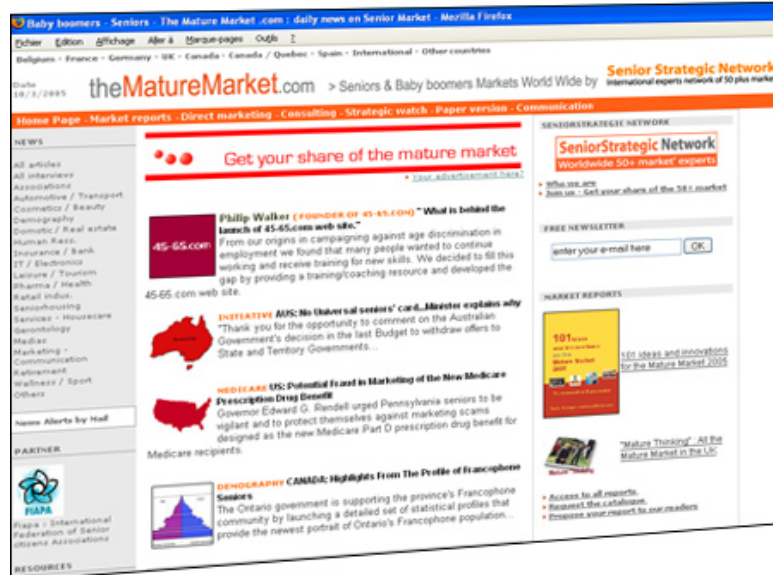 Baby boomers - Seniors - The Mature Market .com : daily news on Senior Market - Mozilla Firefox
Fichier Edition Affichage Aller à Marque-pages Outils ?
Belgium - France - Germany - UK - Canada - Canada / Quebec - Spain - International - Other countries
Date
10/3/2005
theMatureMarket.com > Seniors & Baby boomers Markets World Wide by
Senior Strategic Network
International experts network of 50 plus market
Home Page - Market reports - Direct marketing - Consulting - Strategic watch - Paper version - Communication
NEWS
All articles
All interviews
Associations
Automotive / Transport
Cosmetics / Beauty
Demography
Domotic / Real estate
Human Ress.
Insurance / Bank
IT / Electronics
Leisure / Tourism
Pharma / Health
Retail indus.
Seniorhousing
Services - Housecare
Gerontology
Medias
Marketing -
Communication
Retirement
Wellness / Sport
Others
News Alerts by Mail
PARTNER
FIAPA
Fiapa : International
Federation of Senior
citizens Associations
RESOURCES
Get your share of the mature market
Your advertisement here?
45-65.com
Philip Walker (FOUNDER OF 45-65.COM) " What is behind the
launch of 45-65.com web site."
From our origins in campaigning against age discrimination in
employment we found that many people wanted to continue
working and receive training for new skills. We decided to fill this
gap by providing a training/coaching resource and developed the
45-65.com web site.
INITIATIVE AUS: No Universal seniors' card...Minister explains why
"Thank you for the opportunity to comment on the Australian
Government's decision in the last Budget to withdraw offers to
State and Territory Governments...
MEDICARE US: Potential Fraud in Marketing of the New Medicare
Prescription Drug Benefit
Governor Edward G. Rendell urged Pennsylvania seniors to be
vigilant and to protect themselves against marketing scams
designed as the new Medicare Part D prescription drug benefit for
Medicare recipients.
DEMOGRAPHY CANADA: Highlights From The Profile of Francophone
Seniors
The Ontario government is supporting the province's Francophone
community by launching a detailed set of statistical profiles that
provide the newest portrait of Ontario's Francophone population...
SENIORSTRATEGIC NETWORK
SeniorStrategic Network
Worldwide 50+ market' experts
Who we are
Join us - Get your share of the 50+ market
FREE NEWSLETTER
enter your e-mail here OK
MARKET REPORTS
101 Ideas
and innovations
on the
Mature Market
2005
101 ideas and innovations
for the Mature Market 2005
"Mature Thinking" : All the
Mature Market in the UK
Access to all reports.
Request the catalogue.
Propose your report to our readers